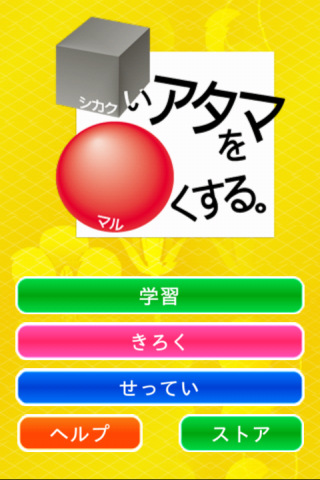 シカクいアタマを
マルくする。
学習
きろく
せってい
ヘルプ
ストア